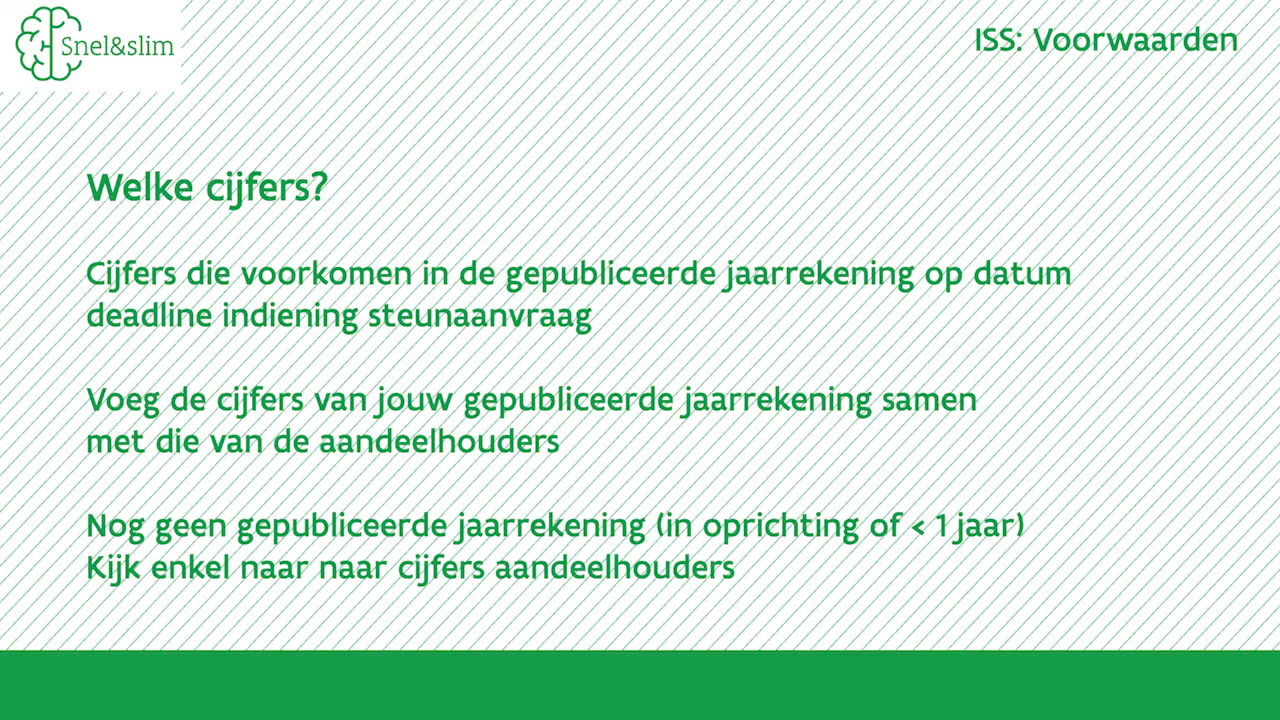 Snel&slim
ISS: Voorwaarden
Welke cijfers?
Cijfers die voorkomen in de gepubliceerde jaarrekening op datum
deadline indiening steunaanvraag
Voeg de cijfers van jouw gepubliceerde jaarrekening samen
met die van de aandeelhouders
Nog geen gepubliceerde jaarrekening (in oprichting of < 1 jaar)
Kijk enkel naar naar cijfers aandeelhouders